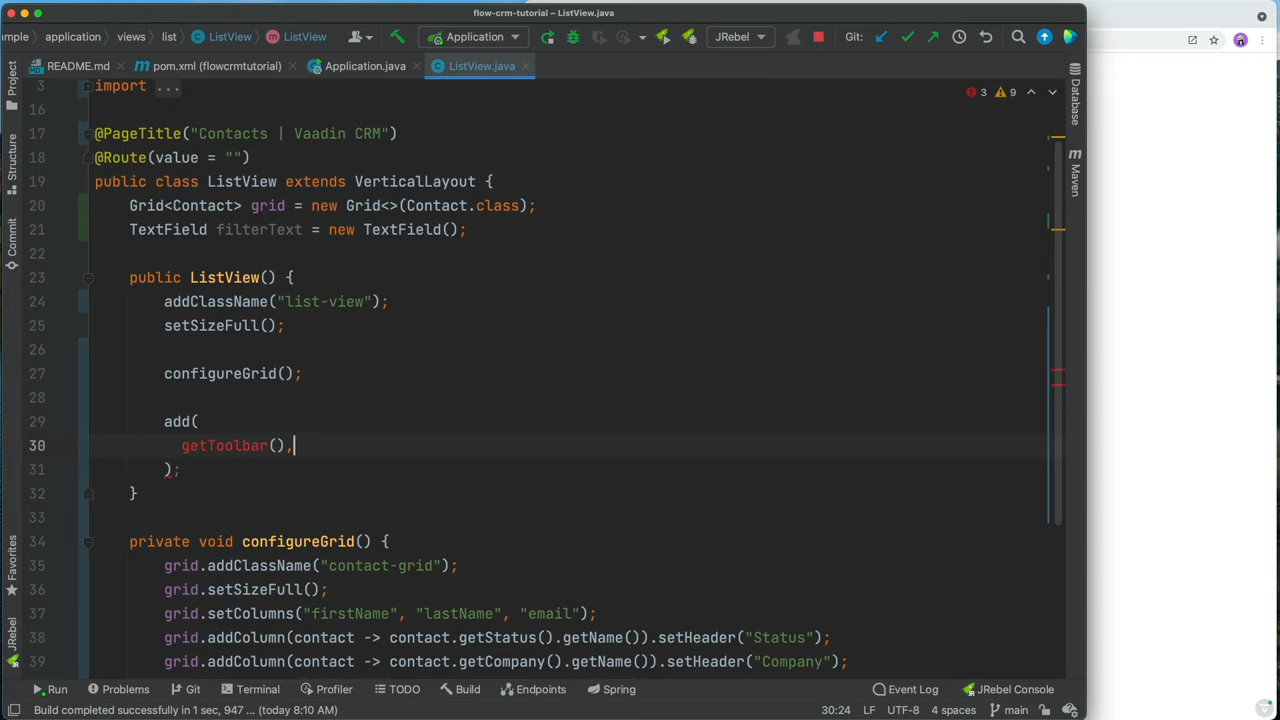 flow-crm-tutorial – ListView.java
mple application views list ListView ListView Application JRebel Git:
README.md pom.xml (flowcrmtutorial) Application.java ListView.java
Project
Structure
Commit
Favorites
JRebel
Database
Maven
3 9
3 import ...
16
17 @PageTitle("Contacts | Vaadin CRM")
18 @Route(value = "")
19 public class ListView extends VerticalLayout {
20 Grid<Contact> grid = new Grid<>(Contact.class);
21 TextField filterText = new TextField();
22
23 public ListView() {
24 addClassName("list-view");
25 setSizeFull();
26
27 configureGrid();
28
29 add(
30 getToolbar(),
31 );
32 }
33
34 private void configureGrid() {
35 grid.addClassName("contact-grid");
36 grid.setSizeFull();
37 grid.setColumns("firstName", "lastName", "email");
38 grid.addColumn(contact -> contact.getStatus().getName()).setHeader("Status");
39 grid.addColumn(contact -> contact.getCompany().getName()).setHeader("Company");
Run Problems Git Terminal Profiler TODO Build Endpoints Spring Event Log JRebel Console
Build completed successfully in 1 sec, 947 ... (today 8:10 AM) 30:24 LF UTF-8 4 spaces main